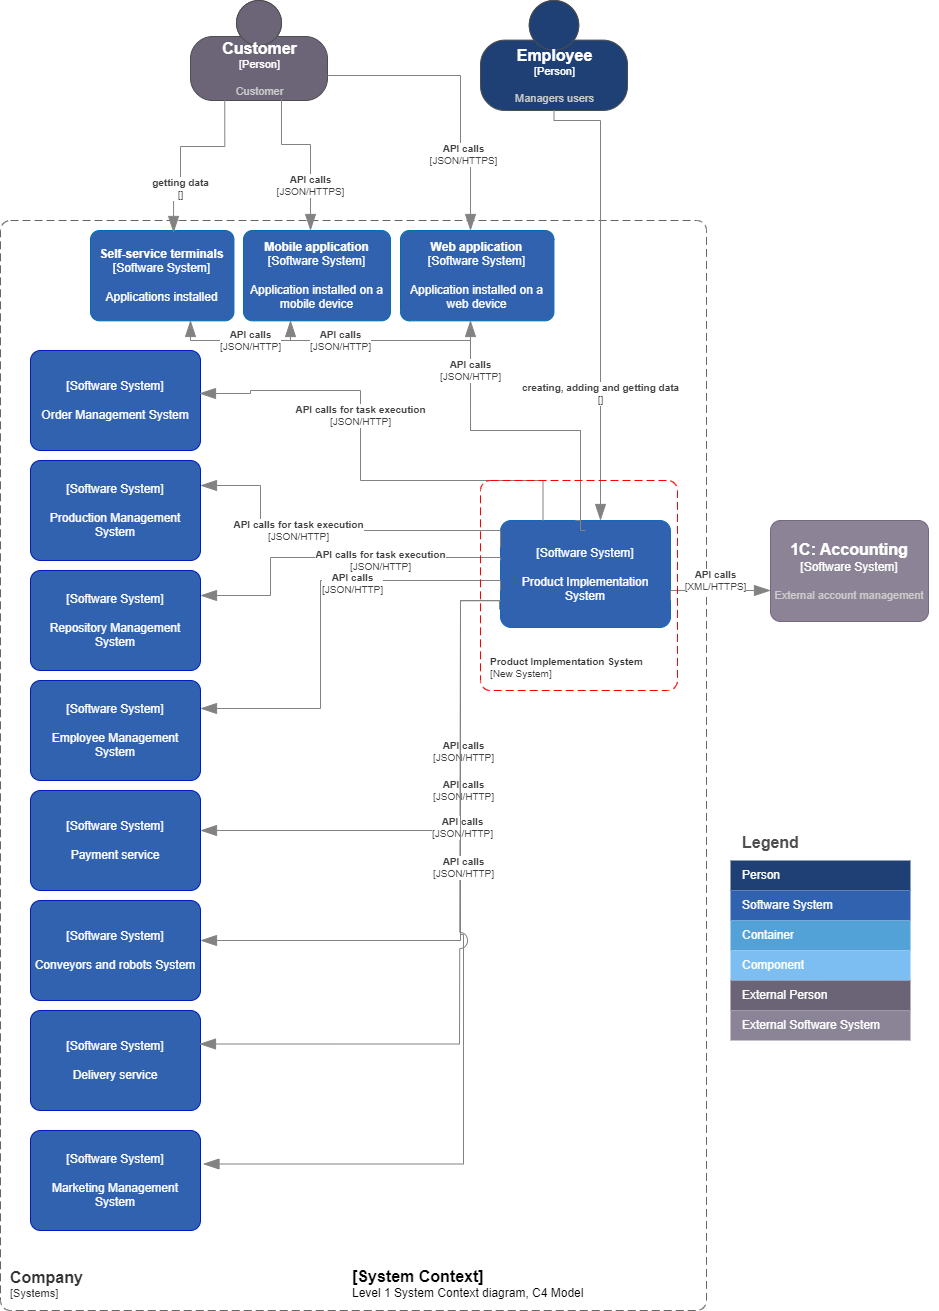 Customer
[Person]
Customer
Employee
[Person]
Managers users
API calls
[JSON/HTTPS]
getting data
[]
API calls
[JSON/HTTPS]
Self-service terminals
[Software System]
Applications installed
Mobile application
[Software System]
Application installed on a
mobile device
Web application
[Software System]
Application installed on a
web device
API calls
[JSON/HTTP]
API calls
[JSON/HTTP]
API calls
[JSON/HTTP]
creating, adding and getting data
[]
[Software System]
Order Management System
API calls for task execution
[JSON/HTTP]
[Software System]
Production Management
System
API calls for task execution
[JSON/HTTP]
API calls for task execution
[JSON/HTTP]
API calls
[JSON/HTTP]
[Software System]
Product Implementation
System
API calls
[XML/HTTPS]
1C: Accounting
[Software System]
External account management
[Software System]
Repository Management
System
Product Implementation System
[New System]
[Software System]
Employee Management
System
API calls
[JSON/HTTP]
API calls
[JSON/HTTP]
API calls
[JSON/HTTP]
API calls
[JSON/HTTP]
[Software System]
Payment service
[Software System]
Conveyors and robots System
[Software System]
Delivery service
[Software System]
Marketing Management
System
Legend
Person
Software System
Container
Component
External Person
External Software System
Company
[Systems]
[System Context]
Level 1 System Context diagram, C4 Model